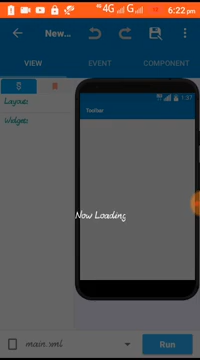 4G G 6:22 pm
New...
VIEW EVENT COMPONENT
Layouts
1:37
Toolbar
Widgets
Now Loading
main.xml Run